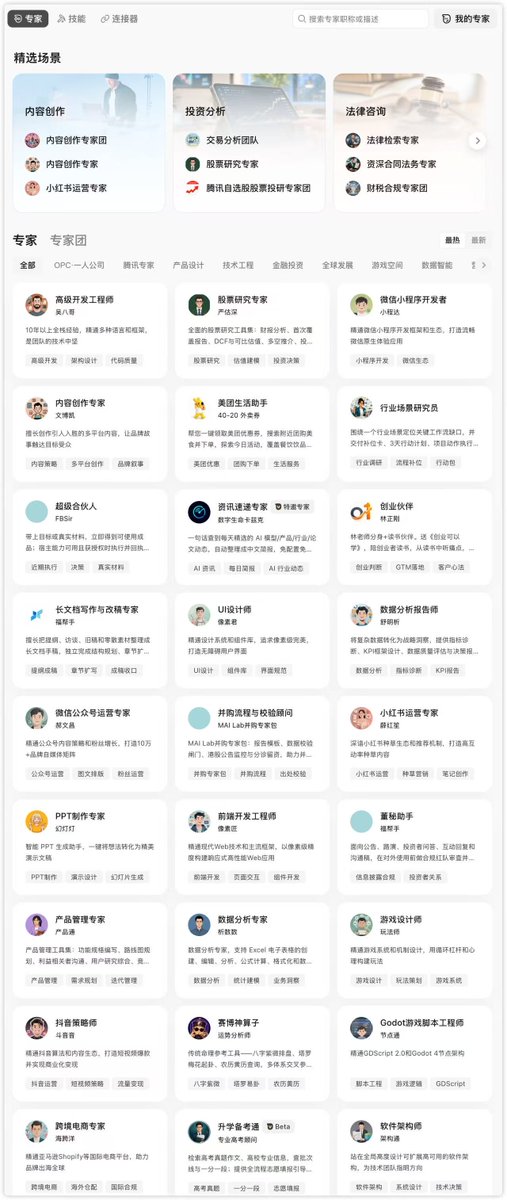 专家
技能
连接器
搜索专家职称或描述
我的专家
精选场景
内容创作
内容创作专家团
内容创作专家
小红书运营专家
投资分析
交易分析团队
股票研究专家
腾讯自选股股票投研专家团
法律咨询
法律检索专家
资深合同法务专家
财税合规专家团
专家 专家团
最热 最新
全部 OPC·一人公司 腾讯专家 产品设计 技术工程 金融投资 全球发展 游戏空间 数据智能
高级开发工程师
吴八哥
10年以上全栈经验，精通多种语言和框架，
是团队的技术中坚
高级开发 架构设计 代码质量
股票研究专家
严估深
全面的股票研究工具集：财报分析、首次覆
盖报告、DCF与可比估值、多空推介、投...
股票研究 估值建模 投资决策
微信小程序开发者
小程达
精通微信小程序开发框架和生态，打造流畅
微信原生体验应用
小程序开发 微信生态
内容创作专家
文博凯
擅长创作引人入胜的多平台内容，让品牌故
事触达目标受众
内容策略 多平台创作 品牌叙事
美团生活助手
40-20 外卖券
帮您一键领取美团优惠券，搜索附近团购美
食并下单，探索今日活动，覆盖餐饮饮品...
美团优惠 团购下单 生活服务
行业场景研究员
围绕一个行业场景定位关键工作流缺口，并
交付补位卡、3天行动计划、项目动作执行...
行业调研 流程补位 行动包
超级合伙人
FBSir
带上目标或真实材料，立即得到可使用成
品；宿主能力可用且获授时执行并回执...
近期执行 决策 真实材料
资讯速递专家 特邀专家
数字生命卡兹克
一句话查到每天精选的 AI 模型/产品/行业/论
文动态，自动整理成中文简报，免配置免...
AI 资讯 每日简报 AI 行业动态
创业伙伴
林正刚
林老师分身+读书伙伴。送《创业可以
学》，陪创业者读书，从读书中听痛点，...
创业判断 GTM落地 客户心法
长文档写作与改稿专家
福帮手
擅长把提纲、访谈、旧稿和零散素材整理成
长文档手稿，独立完成结构规划、章节扩...
提纲成稿 章节扩写 成稿收口
UI设计师
像素君
精通设计系统和组件库，追求像素级完美，
打造无障碍用户界面
UI设计 组件库 界面规范
数据分析报告师
舒明析
将复杂数据转化为战略洞察，提供指标诊
断、KPI框架设计、数据质量评估与决策报...
数据分析 指标诊断 KPI报告
微信公众号运营专家
郝文昌
精通公众号内容策略和粉丝增长，打造10万
+品牌自媒体矩阵
公众号运营 图文排版 粉丝运营
并购流程与校验顾问
MAI Lab并购专家包
MAI Lab并购专家包：报告模板、数据校验
闸门、港股公告监控与分诊留资，助力并...
并购专家包 并购流程 出处校验
小红书运营专家
薛红笺
深谙小红书种草生态和推荐机制，打造高互
动率种草内容
小红书运营 种草营销 笔记创作
PPT制作专家
幻灯灯
智能 PPT 生成助手，一键将想法转化为精美
演示文稿
PPT制作 演示设计 幻灯片生成
前端开发工程师
像素匠
精通现代Web技术和主流框架，以像素级精
度构建响应式高性能Web应用
前端开发 页面交互 组件开发
董秘助手
福帮手
面向公告、路演、投资者问答、互动回复和
沟通稿，在对外使用前做合规红队审查并...
信息披露合规 投资者关系
产品管理专家
产品通
产品管理工具集：功能规格编写、路线图规
划、利益相关者沟通、用户研究综合、竞...
产品管理 需求规划 迭代管理
数据分析专家
析数数
数据分析专家，支持 Excel 电子表格的创
建、编辑、分析、公式计算、格式化和数...
数据分析 统计建模 业务洞察
游戏设计师
玩法师
精通游戏系统和机制设计，用循环杠杆和心
理构建玩法
游戏设计 玩法策划 游戏系统
抖音策略师
斗音音
精通抖音算法和内容生态，打造短视频爆款
并实现商业化变现
抖音运营 短视频策略 流量变现
赛博神算子
运势分析师
传统命理参考工具——八字紫微排盘、塔罗
梅花起卦、农历黄历查询，多体系交叉参...
八字紫微 塔罗易卦 农历黄历
Godot游戏脚本工程师
节点通
精通GDScript 2.0和Godot 4节点架构
脚本工程 游戏逻辑 GDScript
跨境电商专家
海跨洋
精通亚马逊Shopify等国际电商平台，助力
品牌出海全球
跨境电商 海外仓配 国际合规
升学备考通 Beta
专业高考顾问
检索高考真题作文、高校专业信息、查批次
线与一分一段；提供全流程志愿填报引导...
高考真题 一分一段 志愿填报
软件架构师
架构通
站在全局高度设计可扩展高可用的软件架
构，为技术团队指明方向
软件架构 系统设计 技术决策